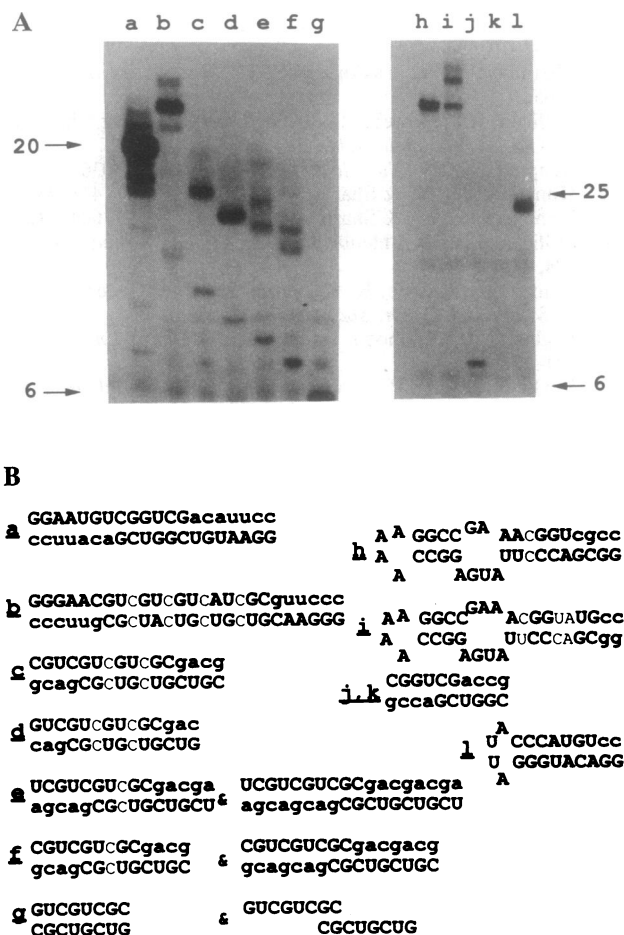 A
a b c d e f g
h i j k l
20
25
6
6
B
a GGAAUGUCGGUCGacauucc
ccuuacaGCUGGCUGUAAGG
b GGGAACGUCGUCGUCAUCGCguuccc
cccuugCGCUACUGCUGCUGCAAGGG
c CGUCGUCGUCGCgacg
gcagCGCUGCUGCUGC
d GUCGUCGUCGCgac
cagCGCUGCUGCUG
e UCGUCGUCGCgacga & UCGUCGUCGCgacgacga
agcagCGCUGCUGCU agcagcagCGCUGCUGCU
f CGUCGUCGCgacg & CGUCGUCGCgacgacg
gcagCGCUGCUGC gcagcagCGCUGCUGC
g GUCGUCGC & GUCGUCGC
CGCUGCUG CGCUGCUG
h A A GGCC GA AACGGUcgcc
A CCGG UUCCCAGCGG
A AGUA
i A A GGCC GAA ACGGUAUGcc
A CCGG UUCCCAGCgg
A AGUA
j,k CGGUCGaccg
gccaGCUGGC
l U A CCCAUGUcc
U GGGUACAGG
A